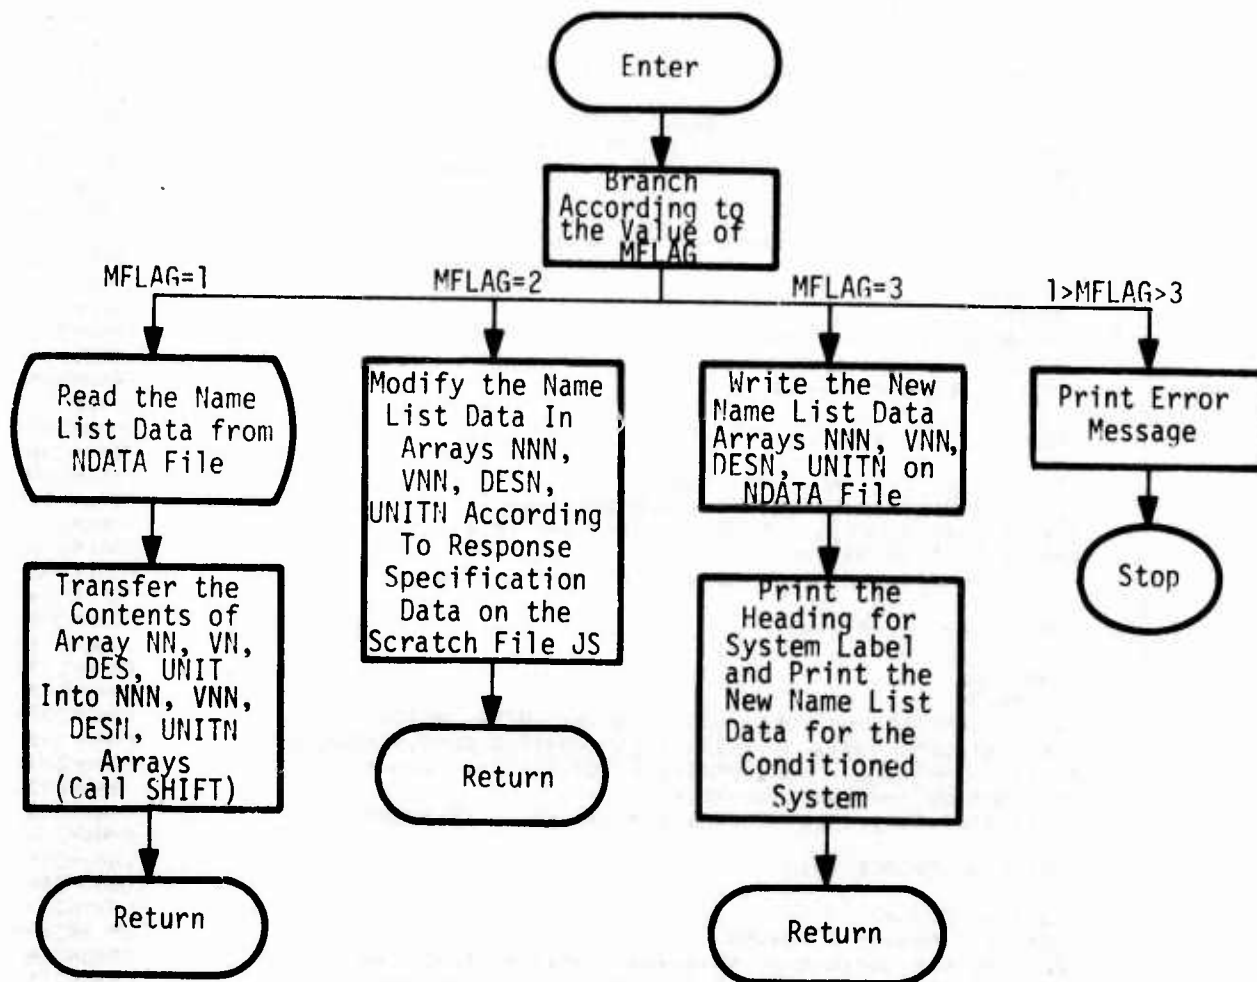 Enter
Branch
According to
the Value of
MFLAG
MFLAG=1
MFLAG=2
MFLAG=3
1>MFLAG>3
Read the Name
List Data from
NDATA File
Transfer the
Contents of
Array NN, VN,
DES, UNIT
Into NNN, VNN,
DESN, UNITN
Arrays
(Call SHIFT)
Return
Modify the Name
List Data In
Arrays NNN,
VNN, DESN,
UNITN According
To Response
Specification
Data on the
Scratch File JS
Return
Write the New
Name List Data
Arrays NNN, VNN,
DESN, UNITN on
NDATA File
Print the
Heading for
System Label
and Print the
New Name List
Data for the
Conditioned
System
Return
Print Error
Message
Stop